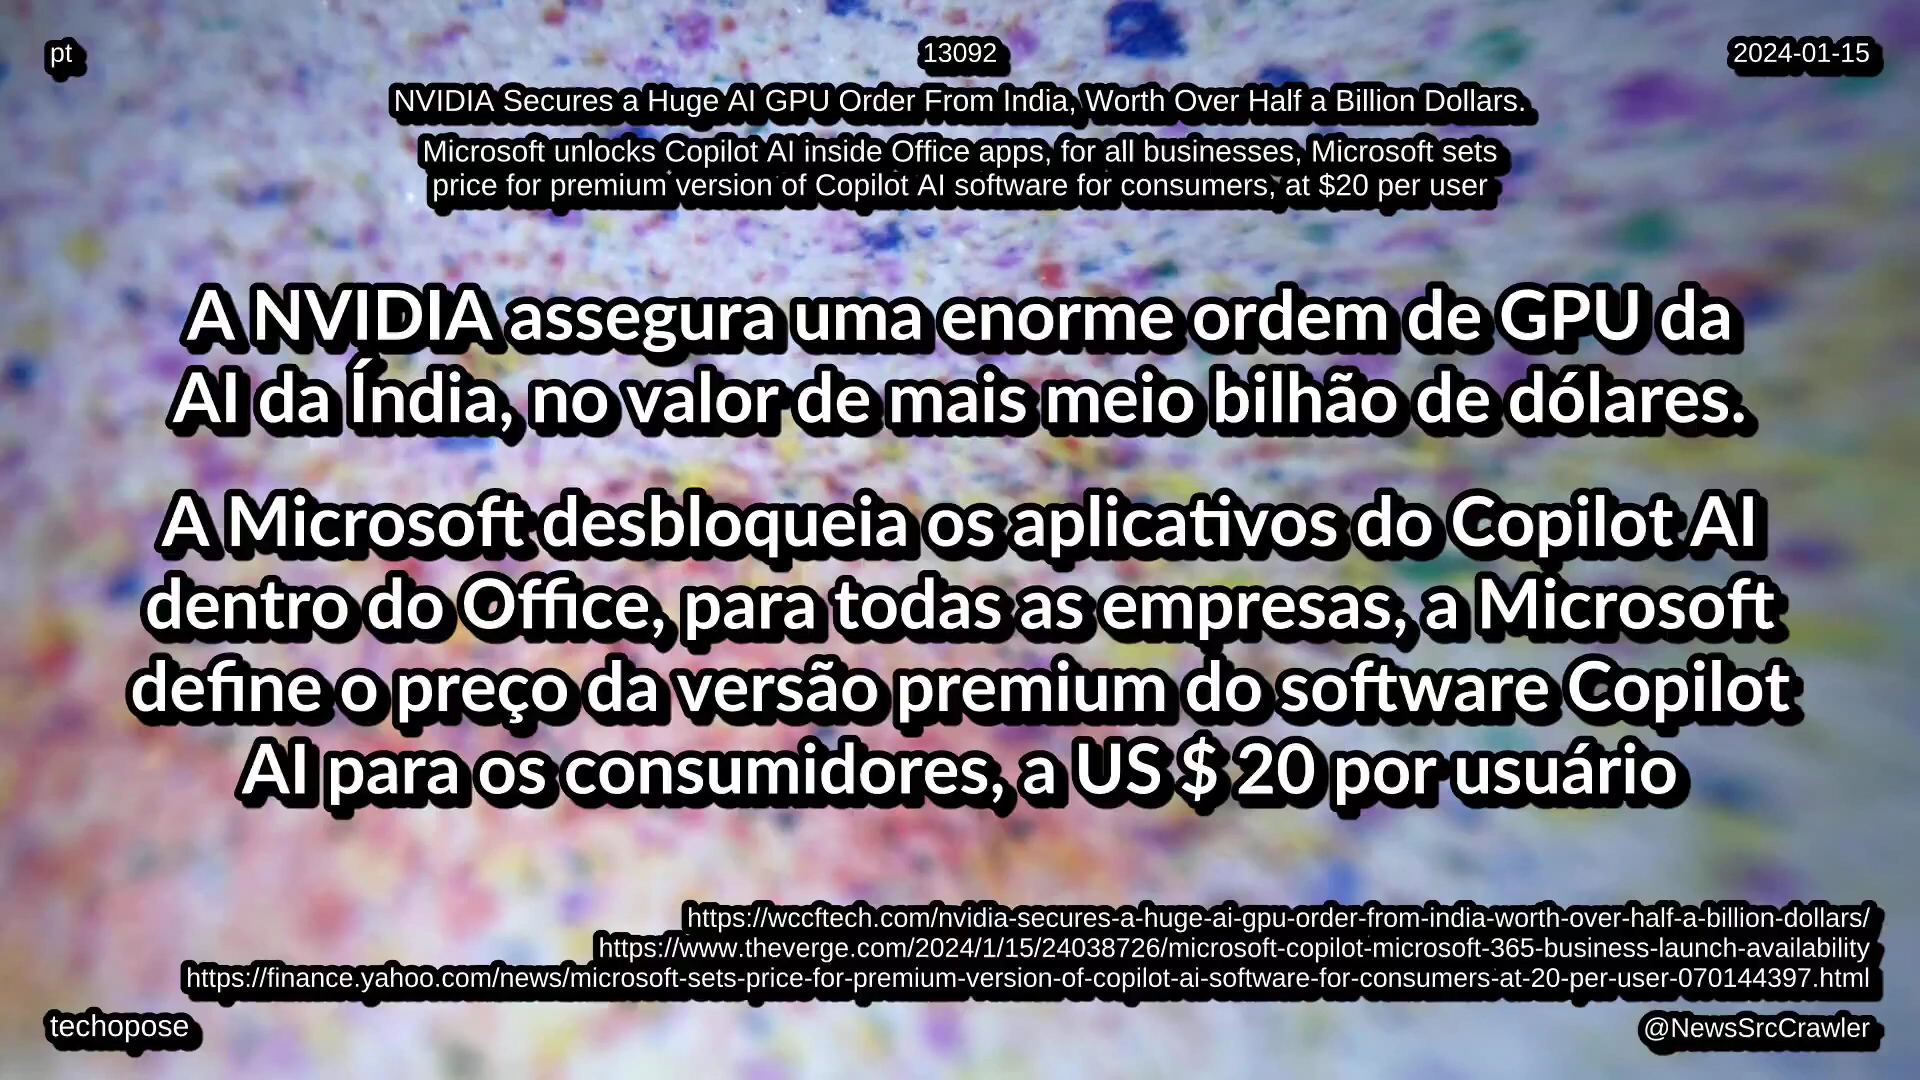 pt
13092
2024-01-15
NVIDIA Secures a Huge AI GPU Order From India, Worth Over Half a Billion Dollars.
Microsoft unlocks Copilot AI inside Office apps, for all businesses, Microsoft sets
price for premium version of Copilot AI software for consumers, at $20 per user
A NVIDIA assegura uma enorme ordem de GPU da
AI da Índia, no valor de mais meio bilhão de dólares.
A Microsoft desbloqueia os aplicativos do Copilot AI
dentro do Office, para todas as empresas, a Microsoft
define o preço da versão premium do software Copilot
AI para os consumidores, a US $ 20 por usuário
https://wccftech.com/nvidia-secures-a-huge-ai-gpu-order-from-india-worth-over-half-a-billion-dollars/
https://www.theverge.com/2024/1/15/24038726/microsoft-copilot-microsoft-365-business-launch-availability
https://finance.yahoo.com/news/microsoft-sets-price-for-premium-version-of-copilot-ai-software-for-consumers-at-20-per-user-070144397.html
techopose
@NewsSrcCrawler